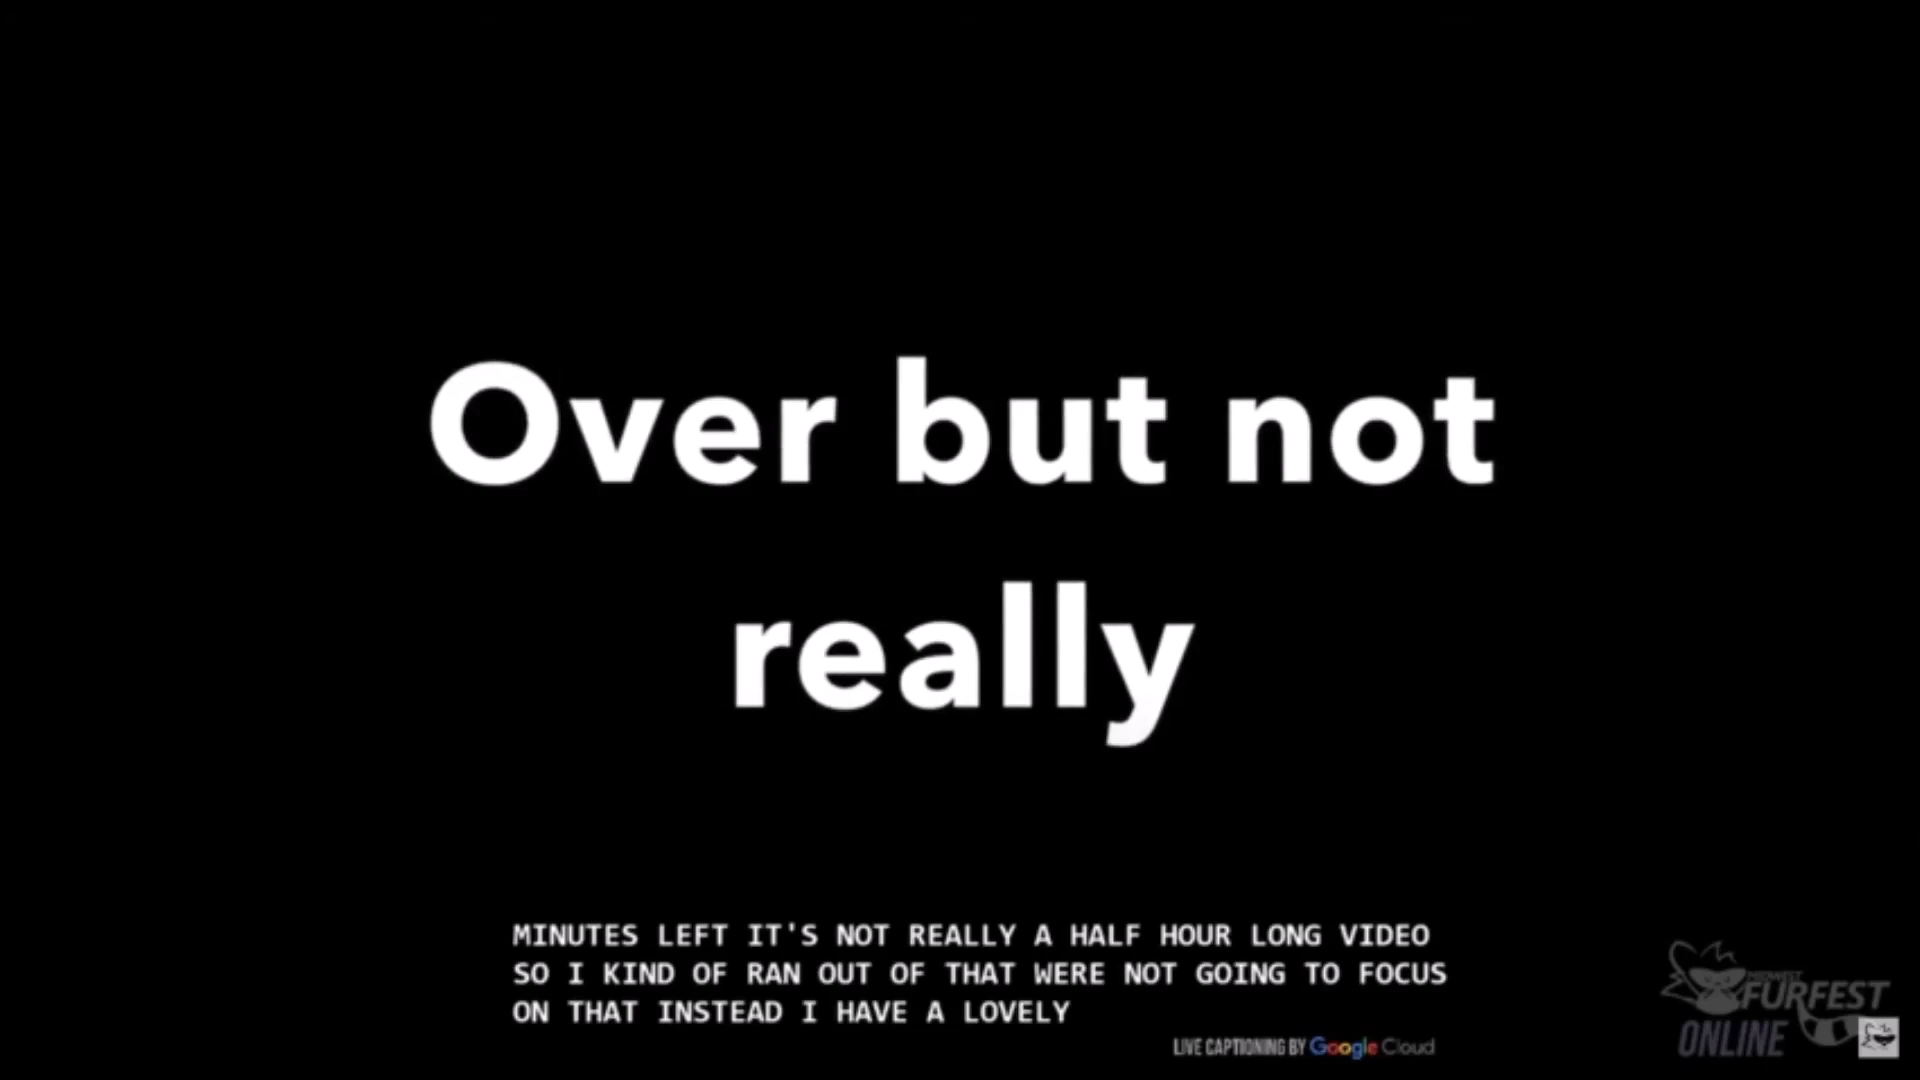 Over but not
really
MINUTES LEFT IT'S NOT REALLY A HALF HOUR LONG VIDEO
SO I KIND OF RAN OUT OF THAT WERE NOT GOING TO FOCUS
ON THAT INSTEAD I HAVE A LOVELY
LIVE CAPTIONING BY Google Cloud
MIDWEST
FURFEST
ONLINE